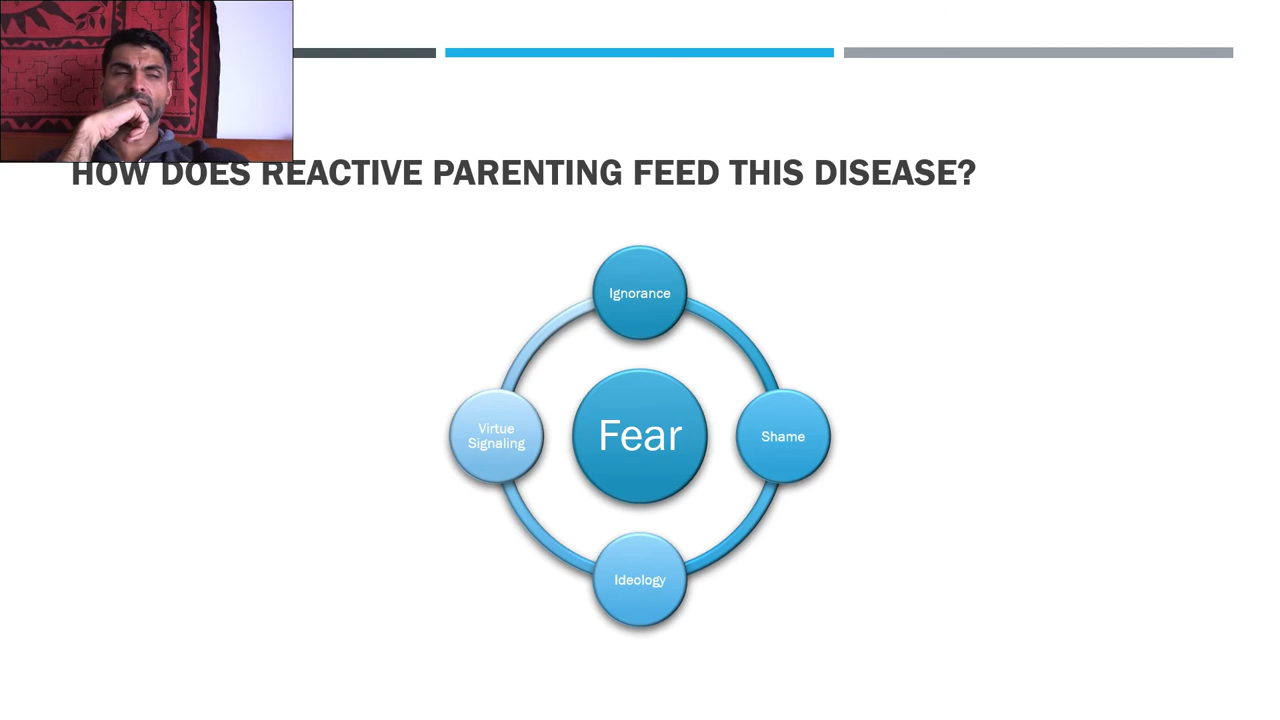 HOW DOES REACTIVE PARENTING FEED THIS DISEASE?
Ignorance
Virtue
Signaling
Fear
Shame
Ideology